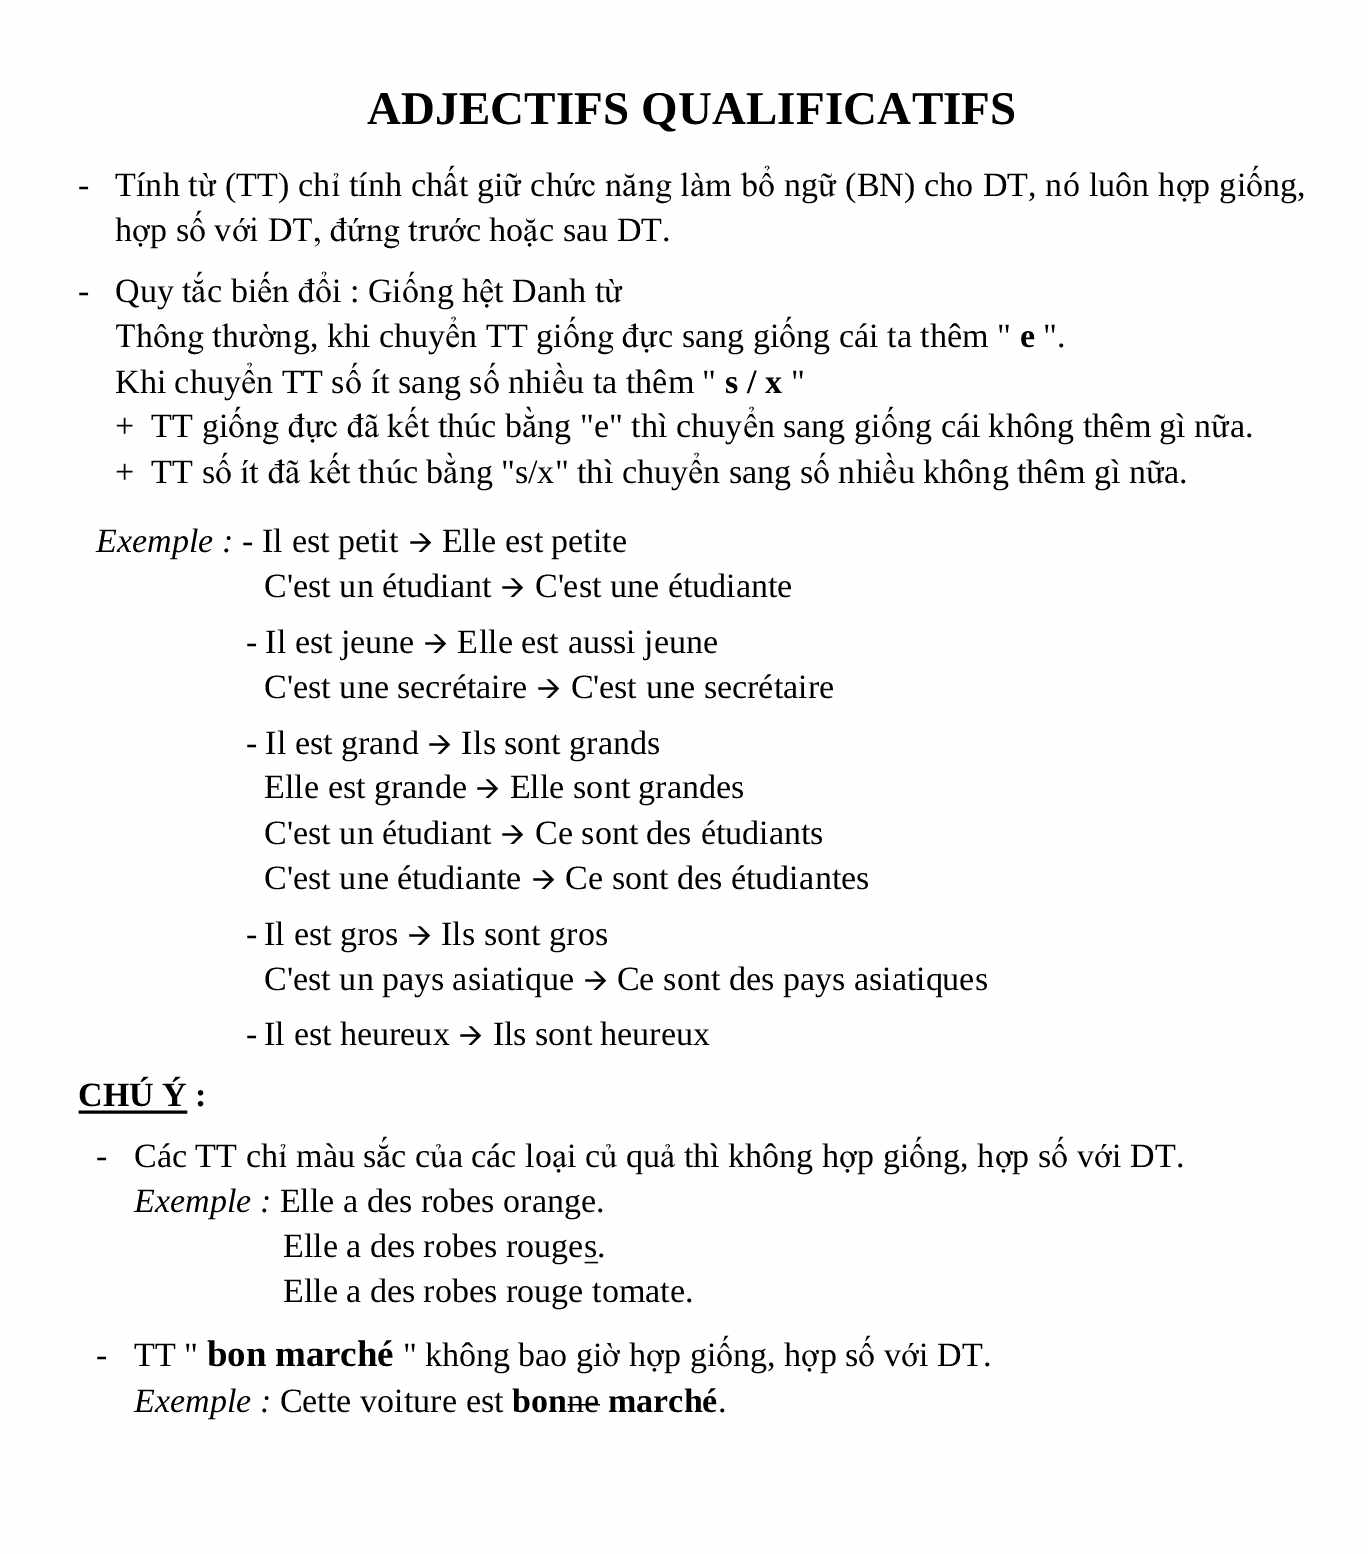 ADJECTIFS QUALIFICATIFS
- Tính từ (TT) chỉ tính chất giữ chức năng làm bổ ngữ (BN) cho DT, nó luôn hợp giống,
hợp số với DT, đứng trước hoặc sau DT.
- Quy tắc biến đổi : Giống hệt Danh từ
Thông thường, khi chuyển TT giống đực sang giống cái ta thêm " e ".
Khi chuyển TT số ít sang số nhiều ta thêm " s / x "
+ TT giống đực đã kết thúc bằng "e" thì chuyển sang giống cái không thêm gì nữa.
+ TT số ít đã kết thúc bằng "s/x" thì chuyển sang số nhiều không thêm gì nữa.
Exemple : - Il est petit → Elle est petite
C'est un étudiant → C'est une étudiante
- Il est jeune → Elle est aussi jeune
C'est une secrétaire → C'est une secrétaire
- Il est grand → Ils sont grands
Elle est grande → Elle sont grandes
C'est un étudiant → Ce sont des étudiants
C'est une étudiante → Ce sont des étudiantes
- Il est gros → Ils sont gros
C'est un pays asiatique → Ce sont des pays asiatiques
- Il est heureux → Ils sont heureux
CHÚ Ý :
- Các TT chỉ màu sắc của các loại củ quả thì không hợp giống, hợp số với DT.
Exemple : Elle a des robes orange.
Elle a des robes rouges.
Elle a des robes rouge tomate.
- TT " bon marché " không bao giờ hợp giống, hợp số với DT.
Exemple : Cette voiture est bonne marché.